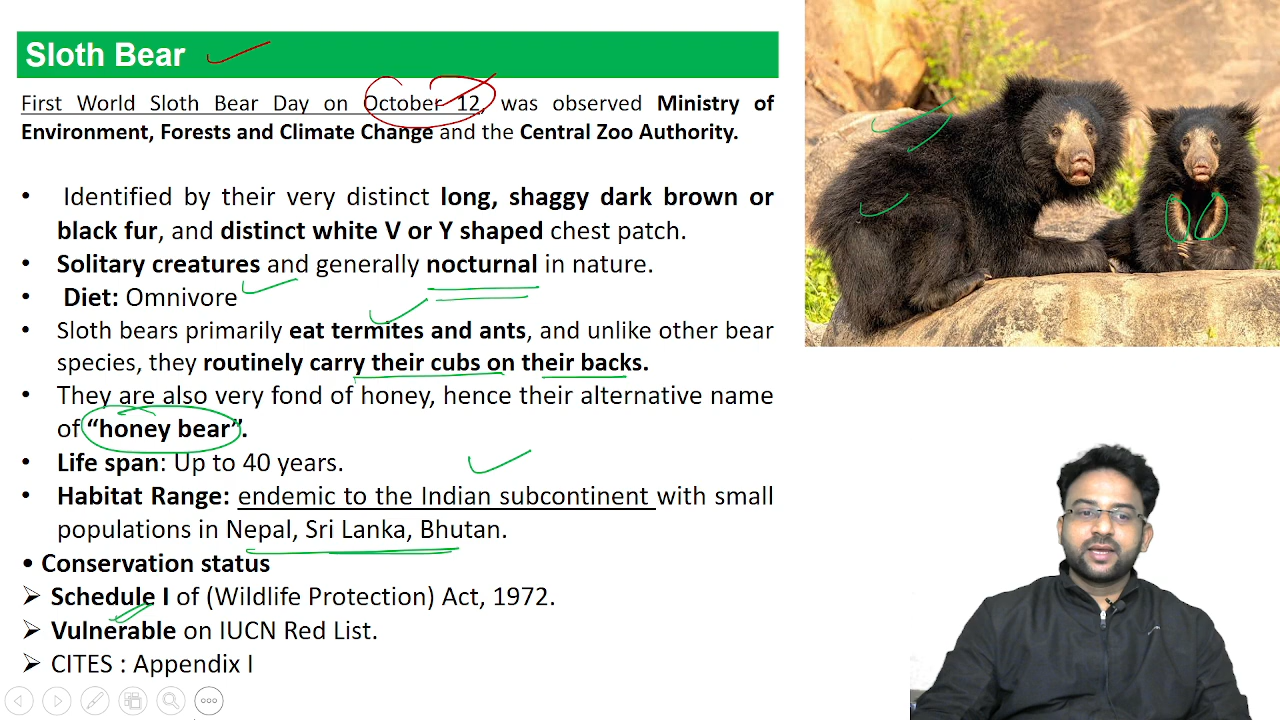 Sloth Bear
First World Sloth Bear Day on October 12, was observed Ministry of
Environment, Forests and Climate Change and the Central Zoo Authority.
• Identified by their very distinct long, shaggy dark brown or
black fur, and distinct white V or Y shaped chest patch.
• Solitary creatures and generally nocturnal in nature.
• Diet: Omnivore
• Sloth bears primarily eat termites and ants, and unlike other bear
species, they routinely carry their cubs on their backs.
• They are also very fond of honey, hence their alternative name
of “honey bear”.
• Life span: Up to 40 years.
• Habitat Range: endemic to the Indian subcontinent with small
populations in Nepal, Sri Lanka, Bhutan.
• Conservation status
➢ Schedule I of (Wildlife Protection) Act, 1972.
➢ Vulnerable on IUCN Red List.
➢ CITES : Appendix I